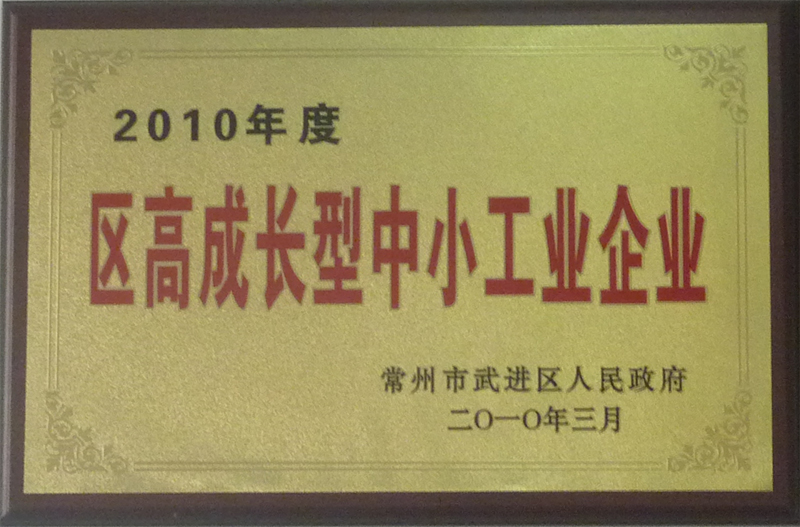 2010年度
区高成长型中小工业企业
常州市武进区人民政府
二〇一〇年三月